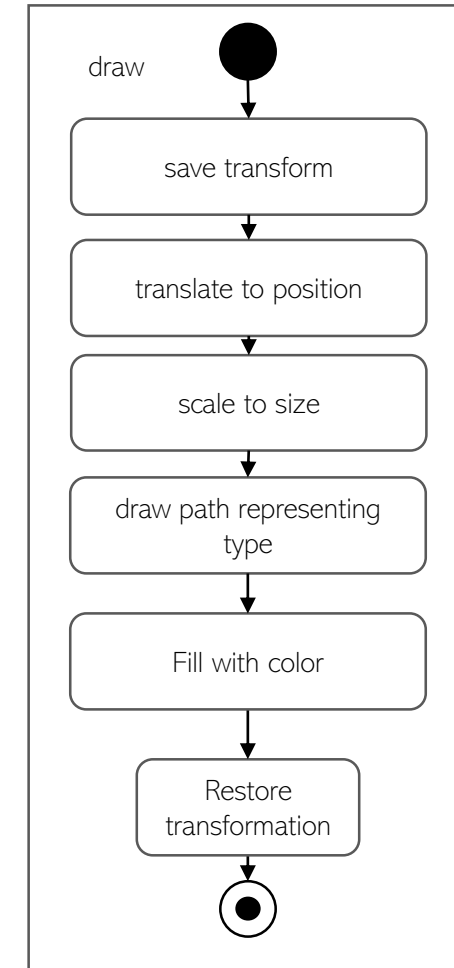 draw
save transform
translate to position
scale to size
draw path representing
type
Fill with color
Restore
transformation